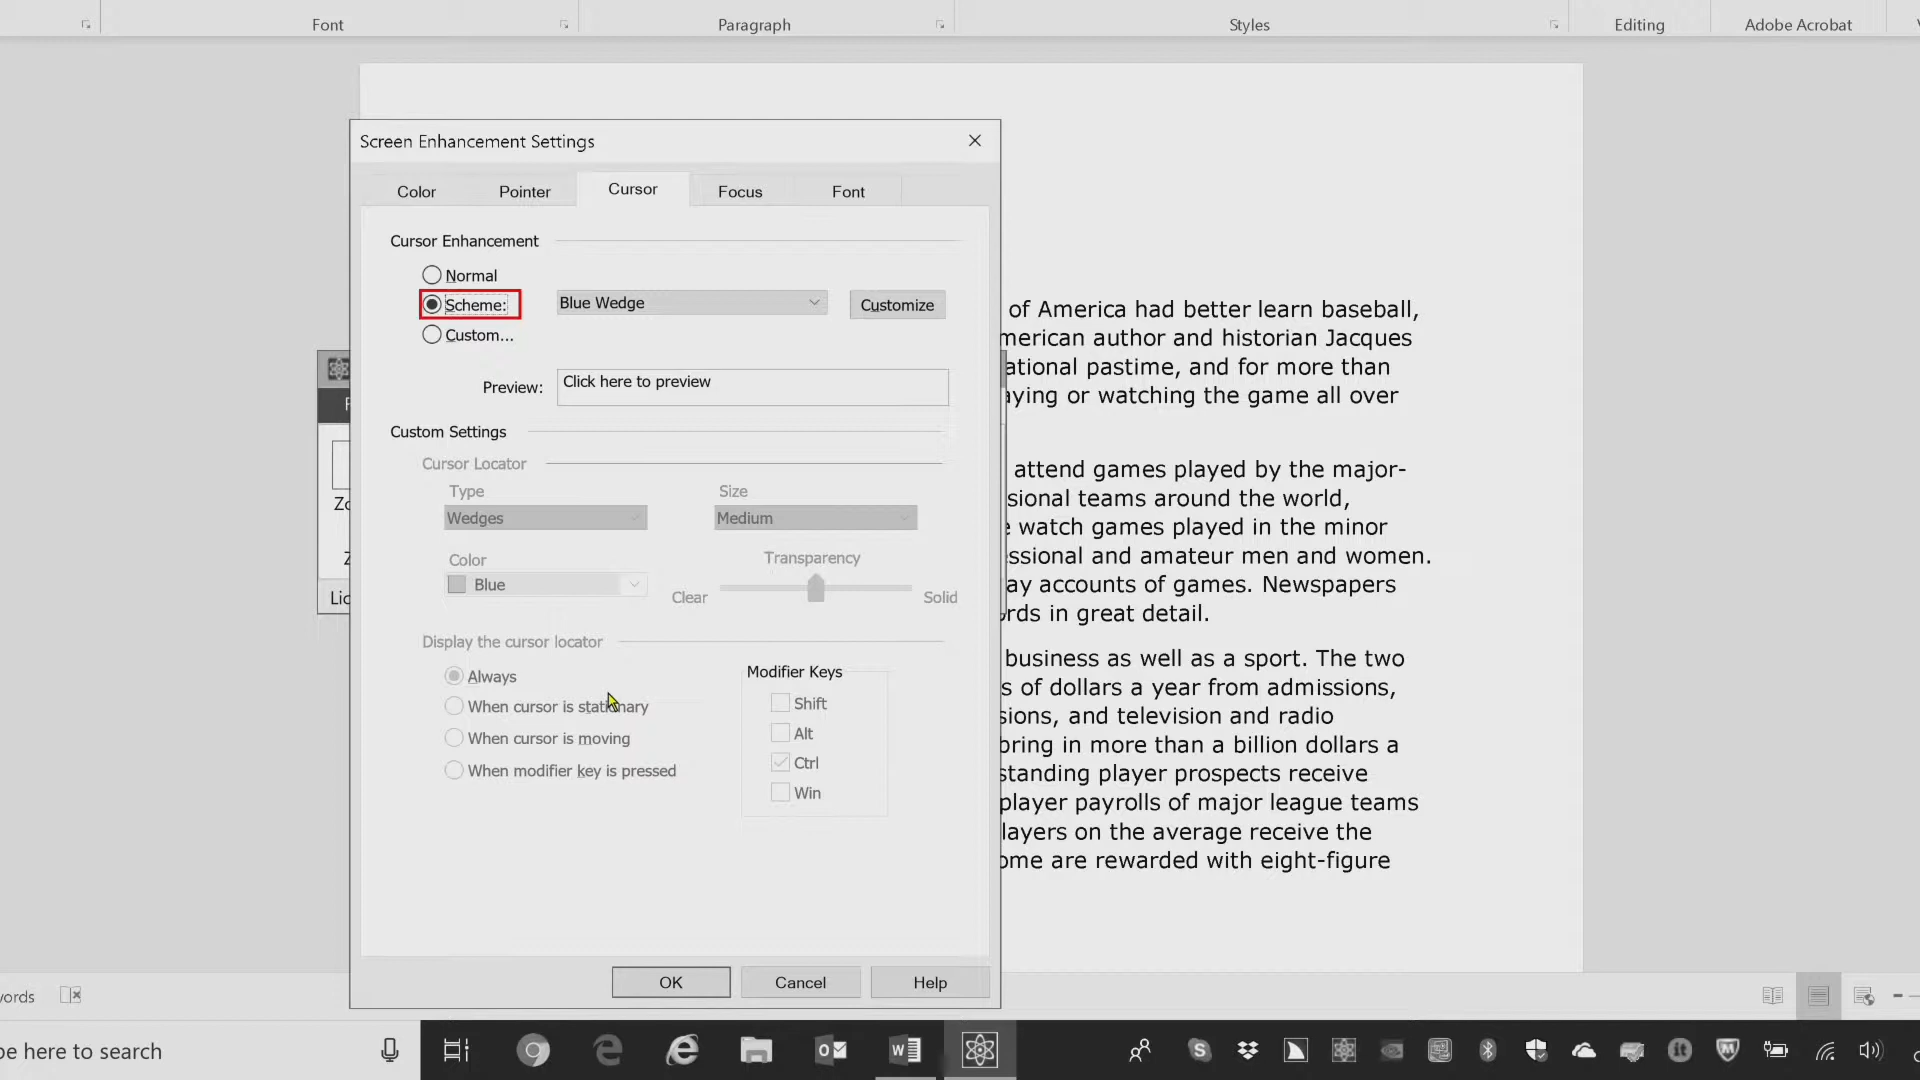 Font
Paragraph
Styles
Editing
Adobe Acrobat
Screen Enhancement Settings
Color
Pointer
Cursor
Focus
Font
Cursor Enhancement
Normal
Scheme:
Blue Wedge
Customize
Custom...
Preview:
Click here to preview
Custom Settings
Cursor Locator
Type
Size
Wedges
Medium
Color
Transparency
Blue
Clear
Solid
Display the cursor locator
Always
When cursor is stationary
When cursor is moving
When modifier key is pressed
Modifier Keys
Shift
Alt
Ctrl
Win
OK
Cancel
Help
of America had better learn baseball,
merican author and historian Jacques
ational pastime, and for more than
aying or watching the game all over
attend games played by the major-
sional teams around the world,
e watch games played in the minor
essional and amateur men and women.
ay accounts of games. Newspapers
rds in great detail.
business as well as a sport. The two
s of dollars a year from admissions,
sions, and television and radio
bring in more than a billion dollars a
standing player prospects receive
player payrolls of major league teams
layers on the average receive the
ome are rewarded with eight-figure
Zo
Z
Lic
words
pe here to search